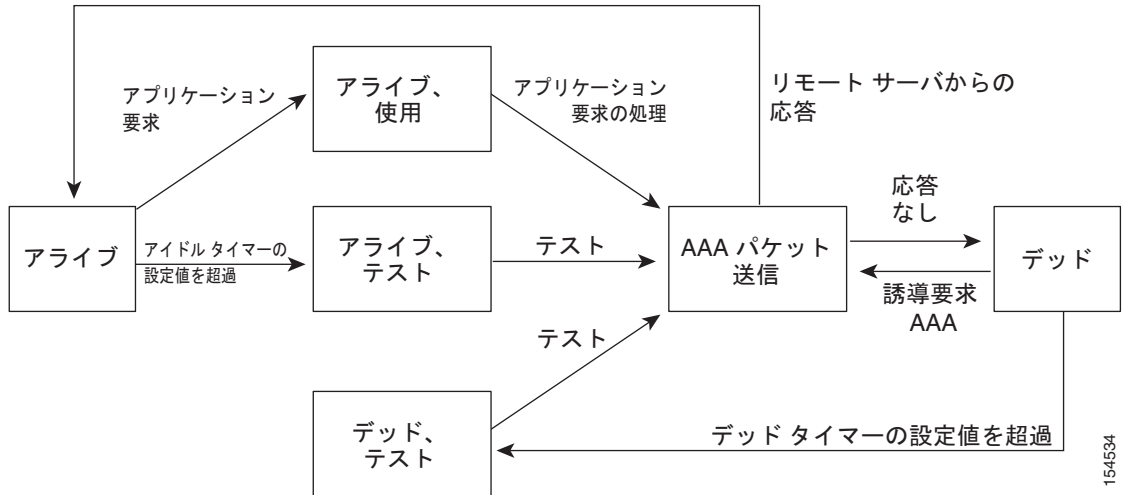 アプリケーション
要求
アライブ、
使用
アプリケーション
要求の処理
リモート サーバからの
応答
アライブ
アイドル タイマーの
設定値を超過
アライブ、
テスト
テスト
AAA パケット
送信
応答
なし
誘導要求
AAA
デッド
テスト
デッド、
テスト
デッド タイマーの設定値を超過
154534